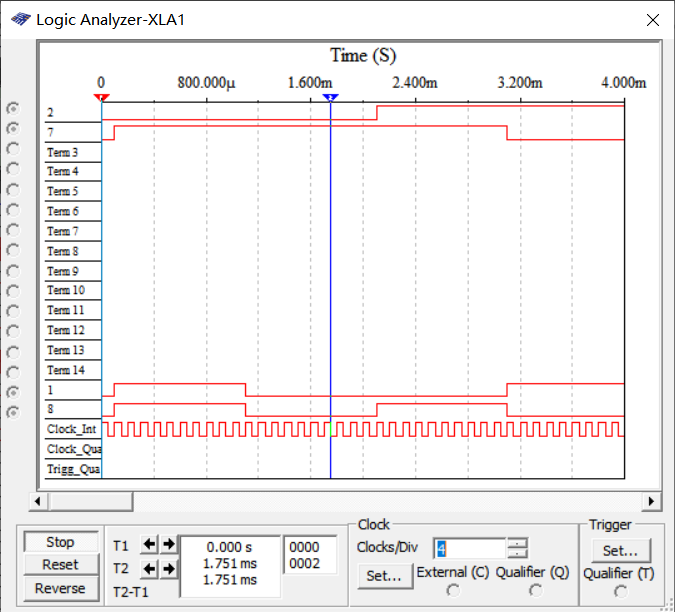 Logic Analyzer-XLA1
Time (S)
0 800.000µ 1.600m 2.400m 3.200m 4.000m
2
7
Term 3
Term 4
Term 5
Term 6
Term 7
Term 8
Term 9
Term 10
Term 11
Term 12
Term 13
Term 14
1
8
Clock_Int
Clock_Qua
Trigg_Qua
Stop
Reset
Reverse
T1
T2
T2-T1
0.000 s
1.751 ms
1.751 ms
0000
0002
Clock
Clocks/Div 4
Set... External (C) Qualifier (Q)
Trigger
Set...
Qualifier (T)